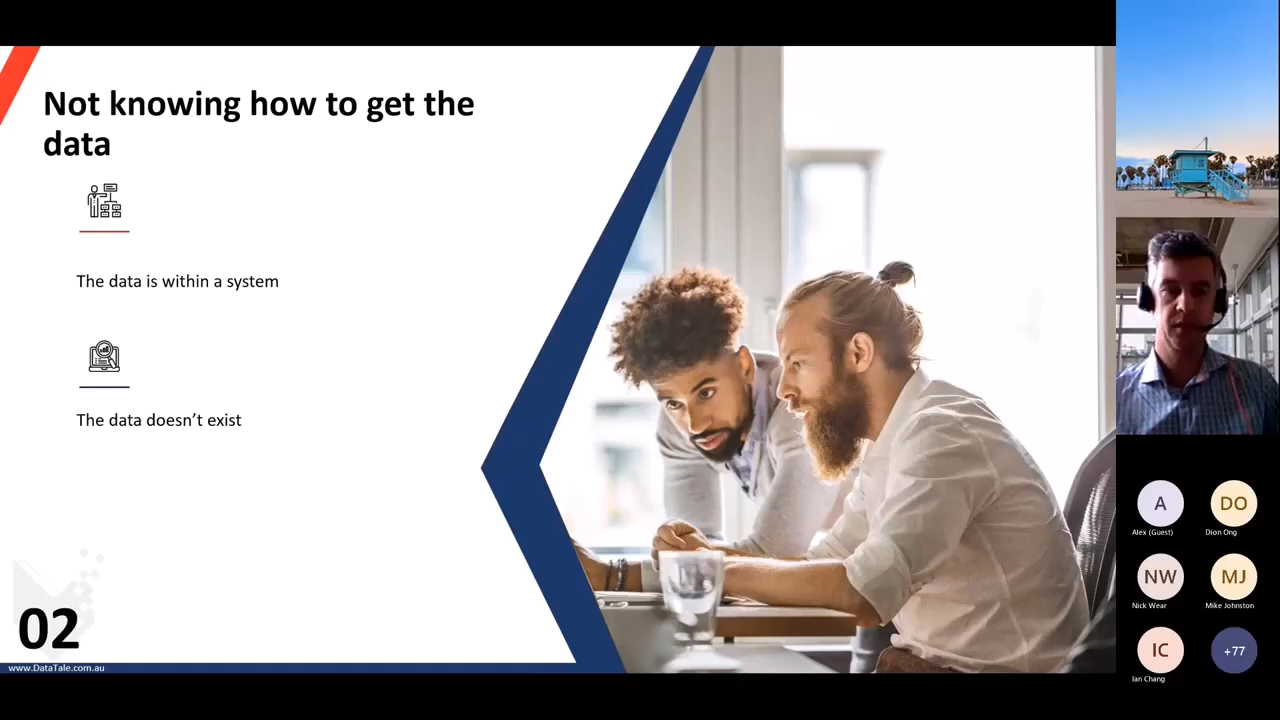 Not knowing how to get the
data
The data is within a system
The data doesn’t exist
02
www.DataTale.com.au
A
Alex (Guest)
DO
Dion Ong
NW
Nick Wear
MJ
Mike Johnston
IC
Ian Chang
+77